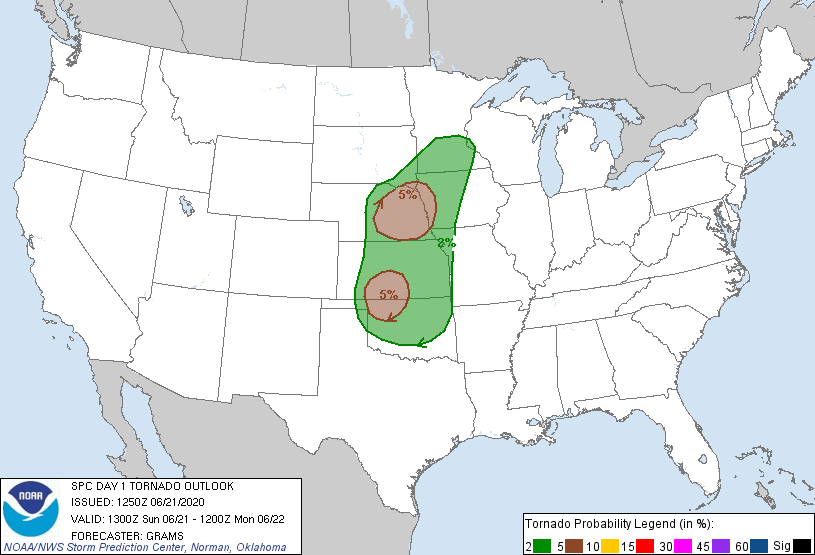 5%
2%
5%
NOAA
SPC DAY 1 TORNADO OUTLOOK
ISSUED: 1250Z 06/21/2020
VALID: 1300Z Sun 06/21 - 1200Z Mon 06/22
FORECASTER: GRAMS
NOAA/NWS Storm Prediction Center, Norman, Oklahoma
Tornado Probability Legend (in %):
2 5 10 15 30 45 60 Sig